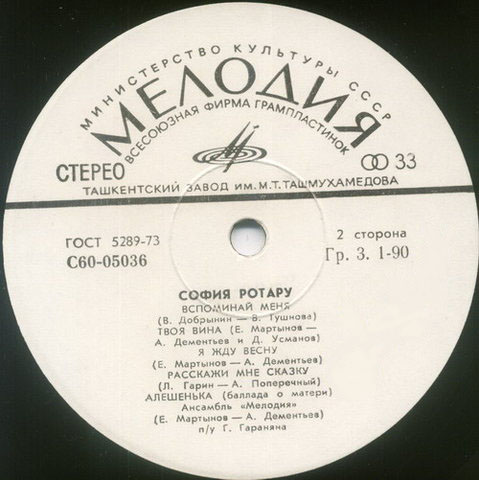 МИНИСТЕРСТВО КУЛЬТУРЫ СССР
МЕЛОДИЯ
ВСЕСОЮЗНАЯ ФИРМА ГРАМПЛАСТИНОК
СТЕРЕО
33
ТАШКЕНТСКИЙ ЗАВОД ИМ. М.Т. ТАШМУХАМЕДОВА
ГОСТ 5289-73
С60-05036
2 сторона
Гр. 3. 1-90
СОФИЯ РОТАРУ
ВСПОМИНАЙ МЕНЯ
(В. Добрынин — В. Тушнова)
ТВОЯ ВИНА (Е. Мартынов —
А. Дементьев и Д. Усманов)
Я ЖДУ ВЕСНУ
(Е. Мартынов — А. Дементьев)
РАССКАЖИ МНЕ СКАЗКУ
(Л. Гарин — А. Поперечный)
АЛЕШЕНЬКА (баллада о матери)
Ансамбль «Мелодия»
(Е. Мартынов — А. Дементьев)
п/у Г. Гараняна